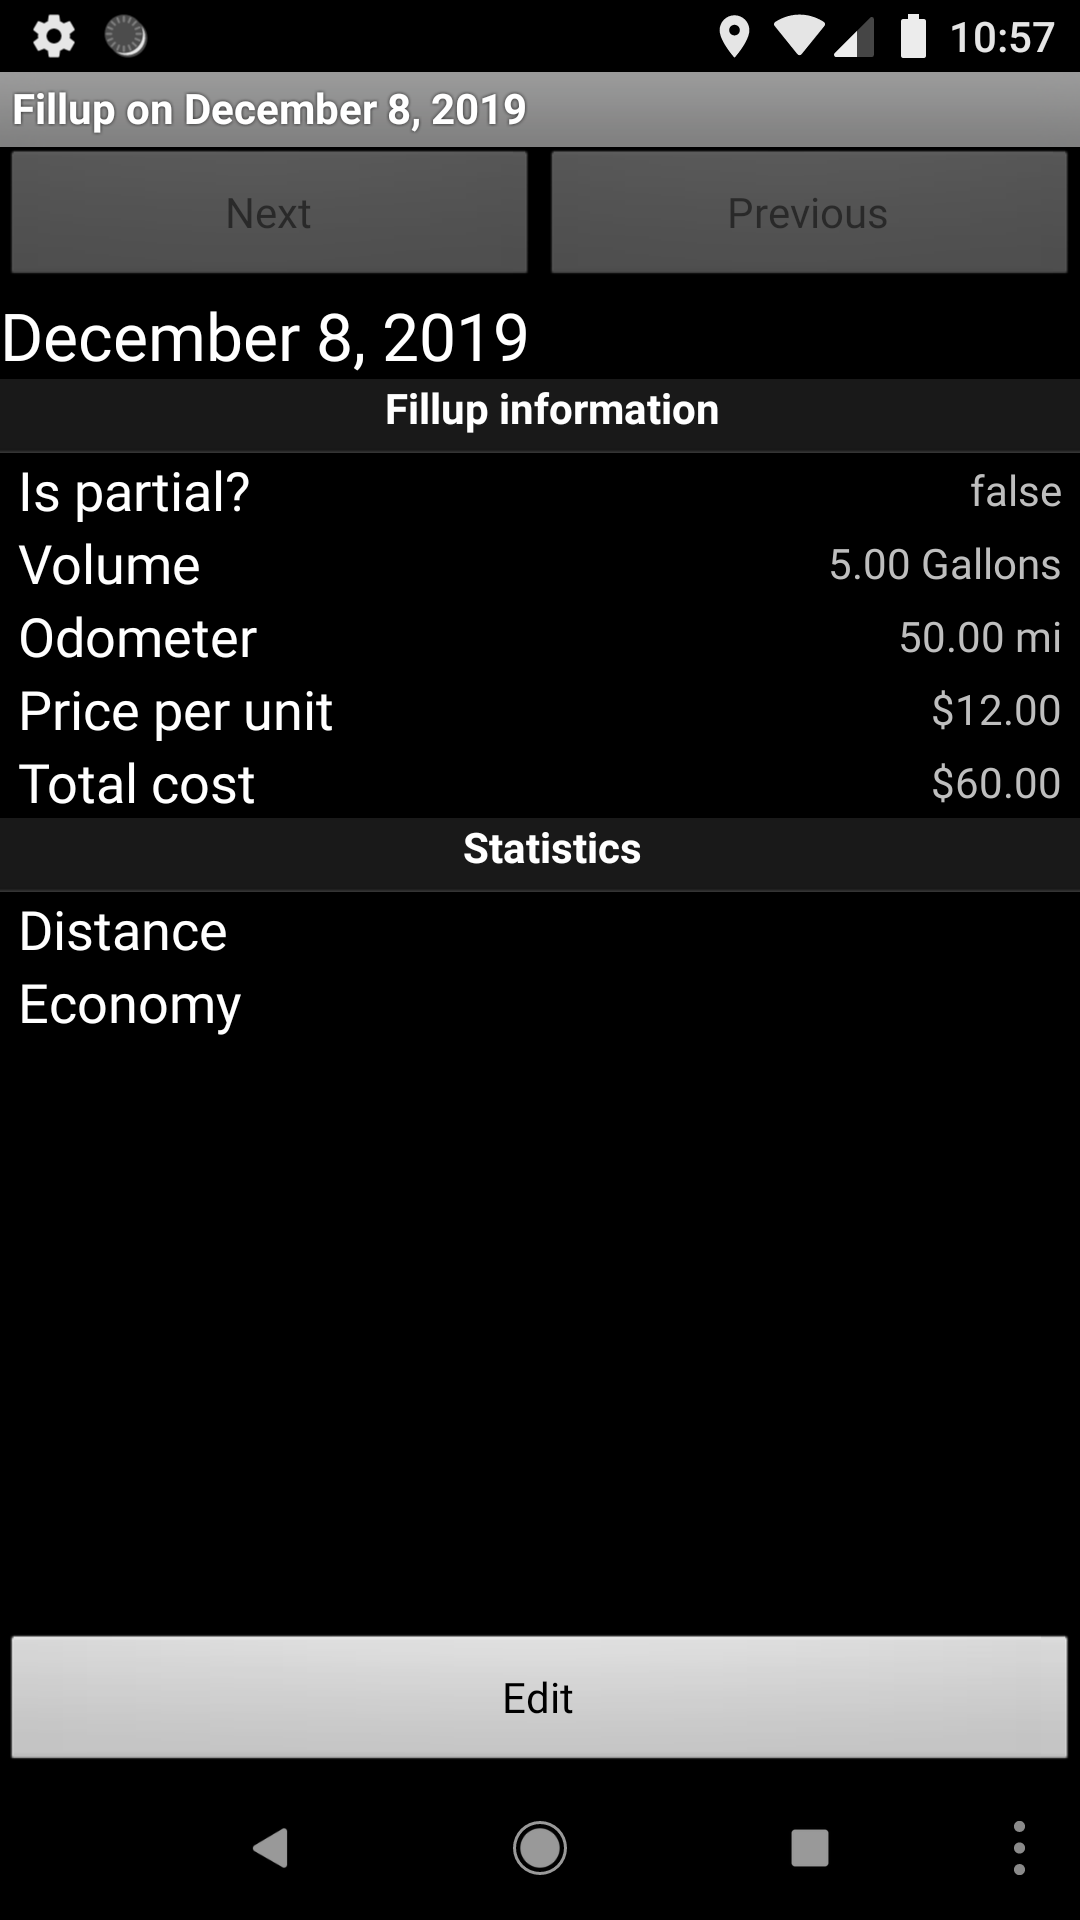 10:57
Fillup on December 8, 2019
Next Previous
December 8, 2019
Fillup information
Is partial? false
Volume 5.00 Gallons
Odometer 50.00 mi
Price per unit $12.00
Total cost $60.00
Statistics
Distance
Economy
Edit